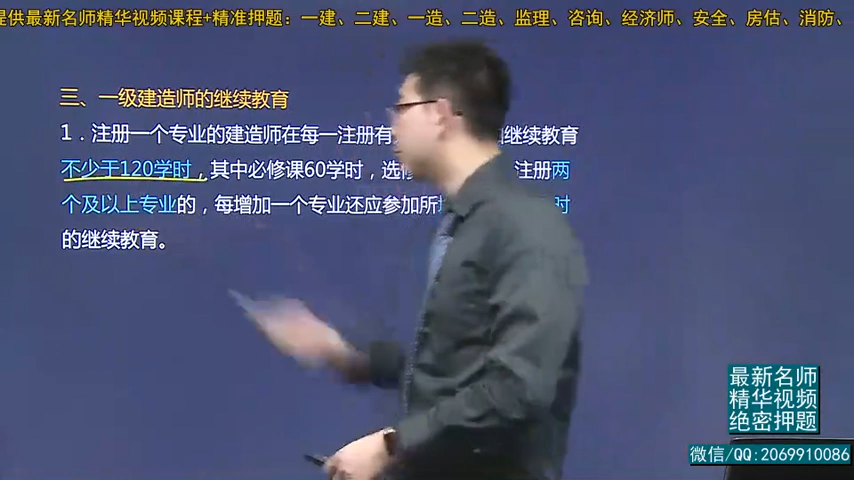 提供最新名师精华视频课程+精准押题：一建、二建、一造、二造、监理、咨询、经济师、安全、房估、消防、
三、一级建造师的继续教育
1．注册一个专业的建造师在每一注册有 继续教育
不少于120学时，其中必修课60学时，选 注册两
个及以上专业的，每增加一个专业还应参加所 时
的继续教育。
最新名师
精华视频
绝密押题
微信/QQ:2069910086